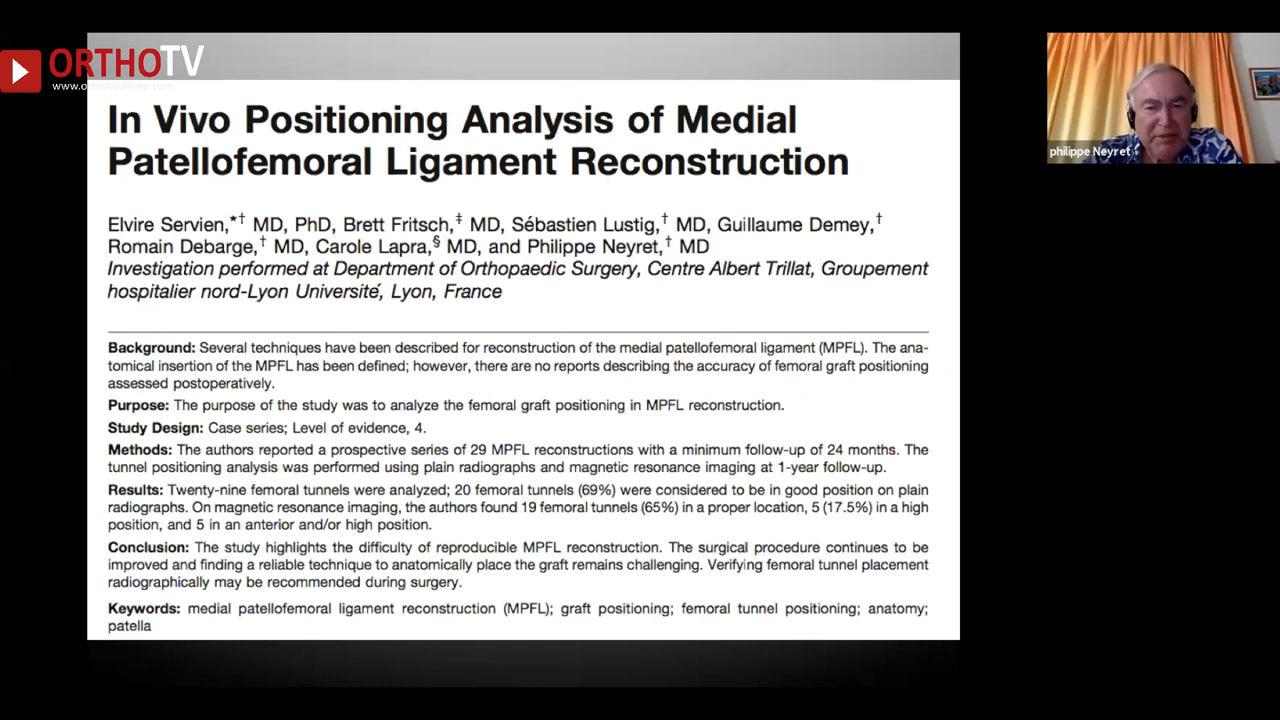 ORTHOTV
www.orthotvonline.com
In Vivo Positioning Analysis of Medial
Patellofemoral Ligament Reconstruction
Elvire Servien,*† MD, PhD, Brett Fritsch,‡ MD, Sébastien Lustig,† MD, Guillaume Demey,†
Romain Debarge,† MD, Carole Lapra,§ MD, and Philippe Neyret,† MD
Investigation performed at Department of Orthopaedic Surgery, Centre Albert Trillat, Groupement
hospitalier nord-Lyon Université, Lyon, France
Background: Several techniques have been described for reconstruction of the medial patellofemoral ligament (MPFL). The ana-
tomical insertion of the MPFL has been defined; however, there are no reports describing the accuracy of femoral graft positioning
assessed postoperatively.
Purpose: The purpose of the study was to analyze the femoral graft positioning in MPFL reconstruction.
Study Design: Case series; Level of evidence, 4.
Methods: The authors reported a prospective series of 29 MPFL reconstructions with a minimum follow-up of 24 months. The
tunnel positioning analysis was performed using plain radiographs and magnetic resonance imaging at 1-year follow-up.
Results: Twenty-nine femoral tunnels were analyzed; 20 femoral tunnels (69%) were considered to be in good position on plain
radiographs. On magnetic resonance imaging, the authors found 19 femoral tunnels (65%) in a proper location, 5 (17.5%) in a high
position, and 5 in an anterior and/or high position.
Conclusion: The study highlights the difficulty of reproducible MPFL reconstruction. The surgical procedure continues to be
improved and finding a reliable technique to anatomically place the graft remains challenging. Verifying femoral tunnel placement
radiographically may be recommended during surgery.
Keywords: medial patellofemoral ligament reconstruction (MPFL); graft positioning; femoral tunnel positioning; anatomy;
patella
philippe Neyret